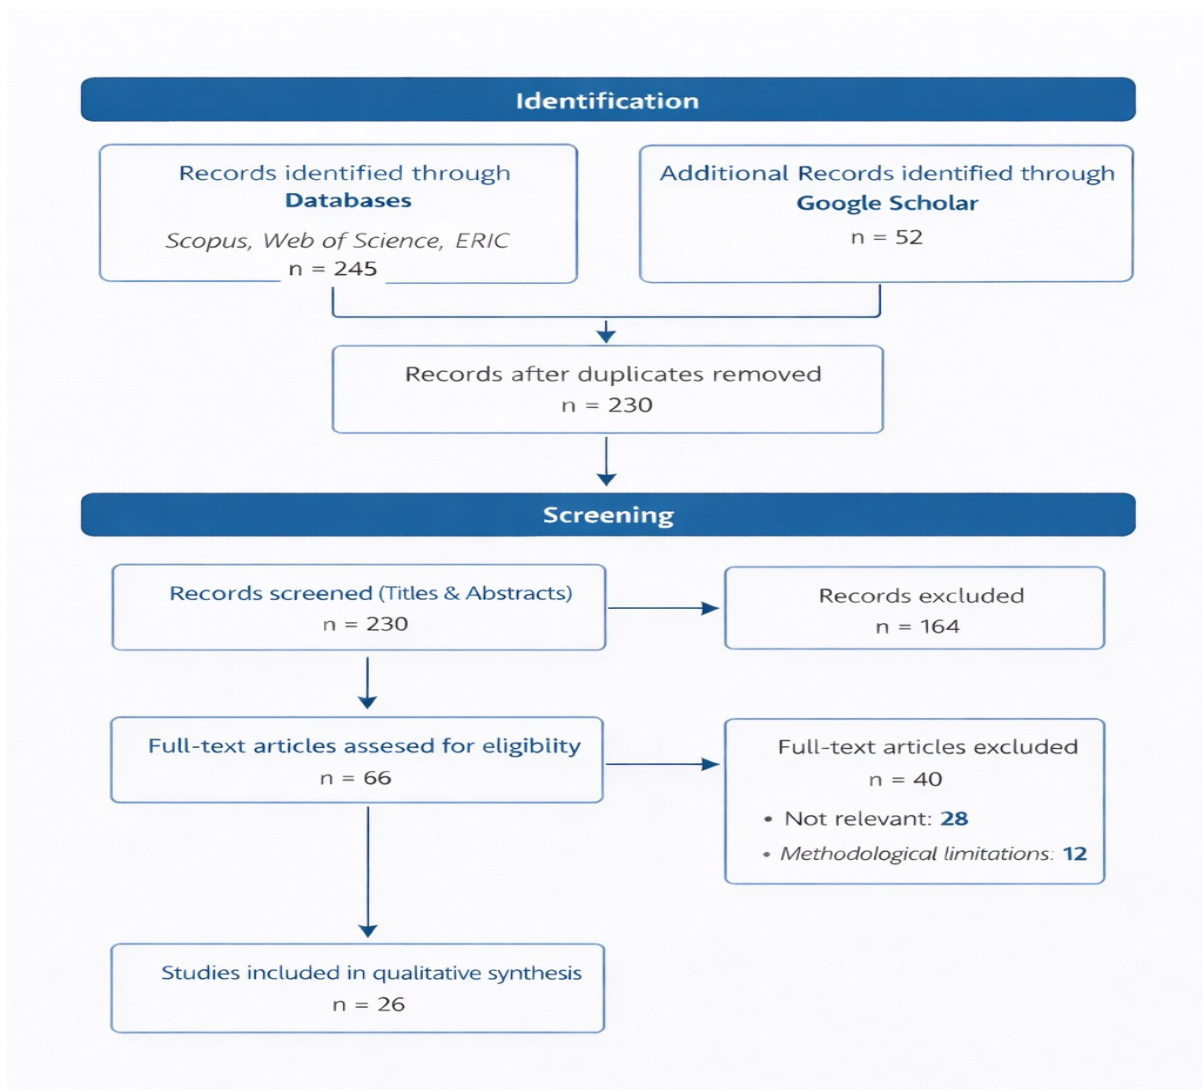 Identification
Records identified through
Databases
Scopus, Web of Science, ERIC
n = 245
Additional Records identified through
Google Scholar
n = 52
Records after duplicates removed
n = 230
Screening
Records screened (Titles & Abstracts)
n = 230
Records excluded
n = 164
Full-text articles assesed for eligiblity
n = 66
Full-text articles excluded
n = 40
• Not relevant: 28
• Methodological limitations: 12
Studies included in qualitative synthesis
n = 26